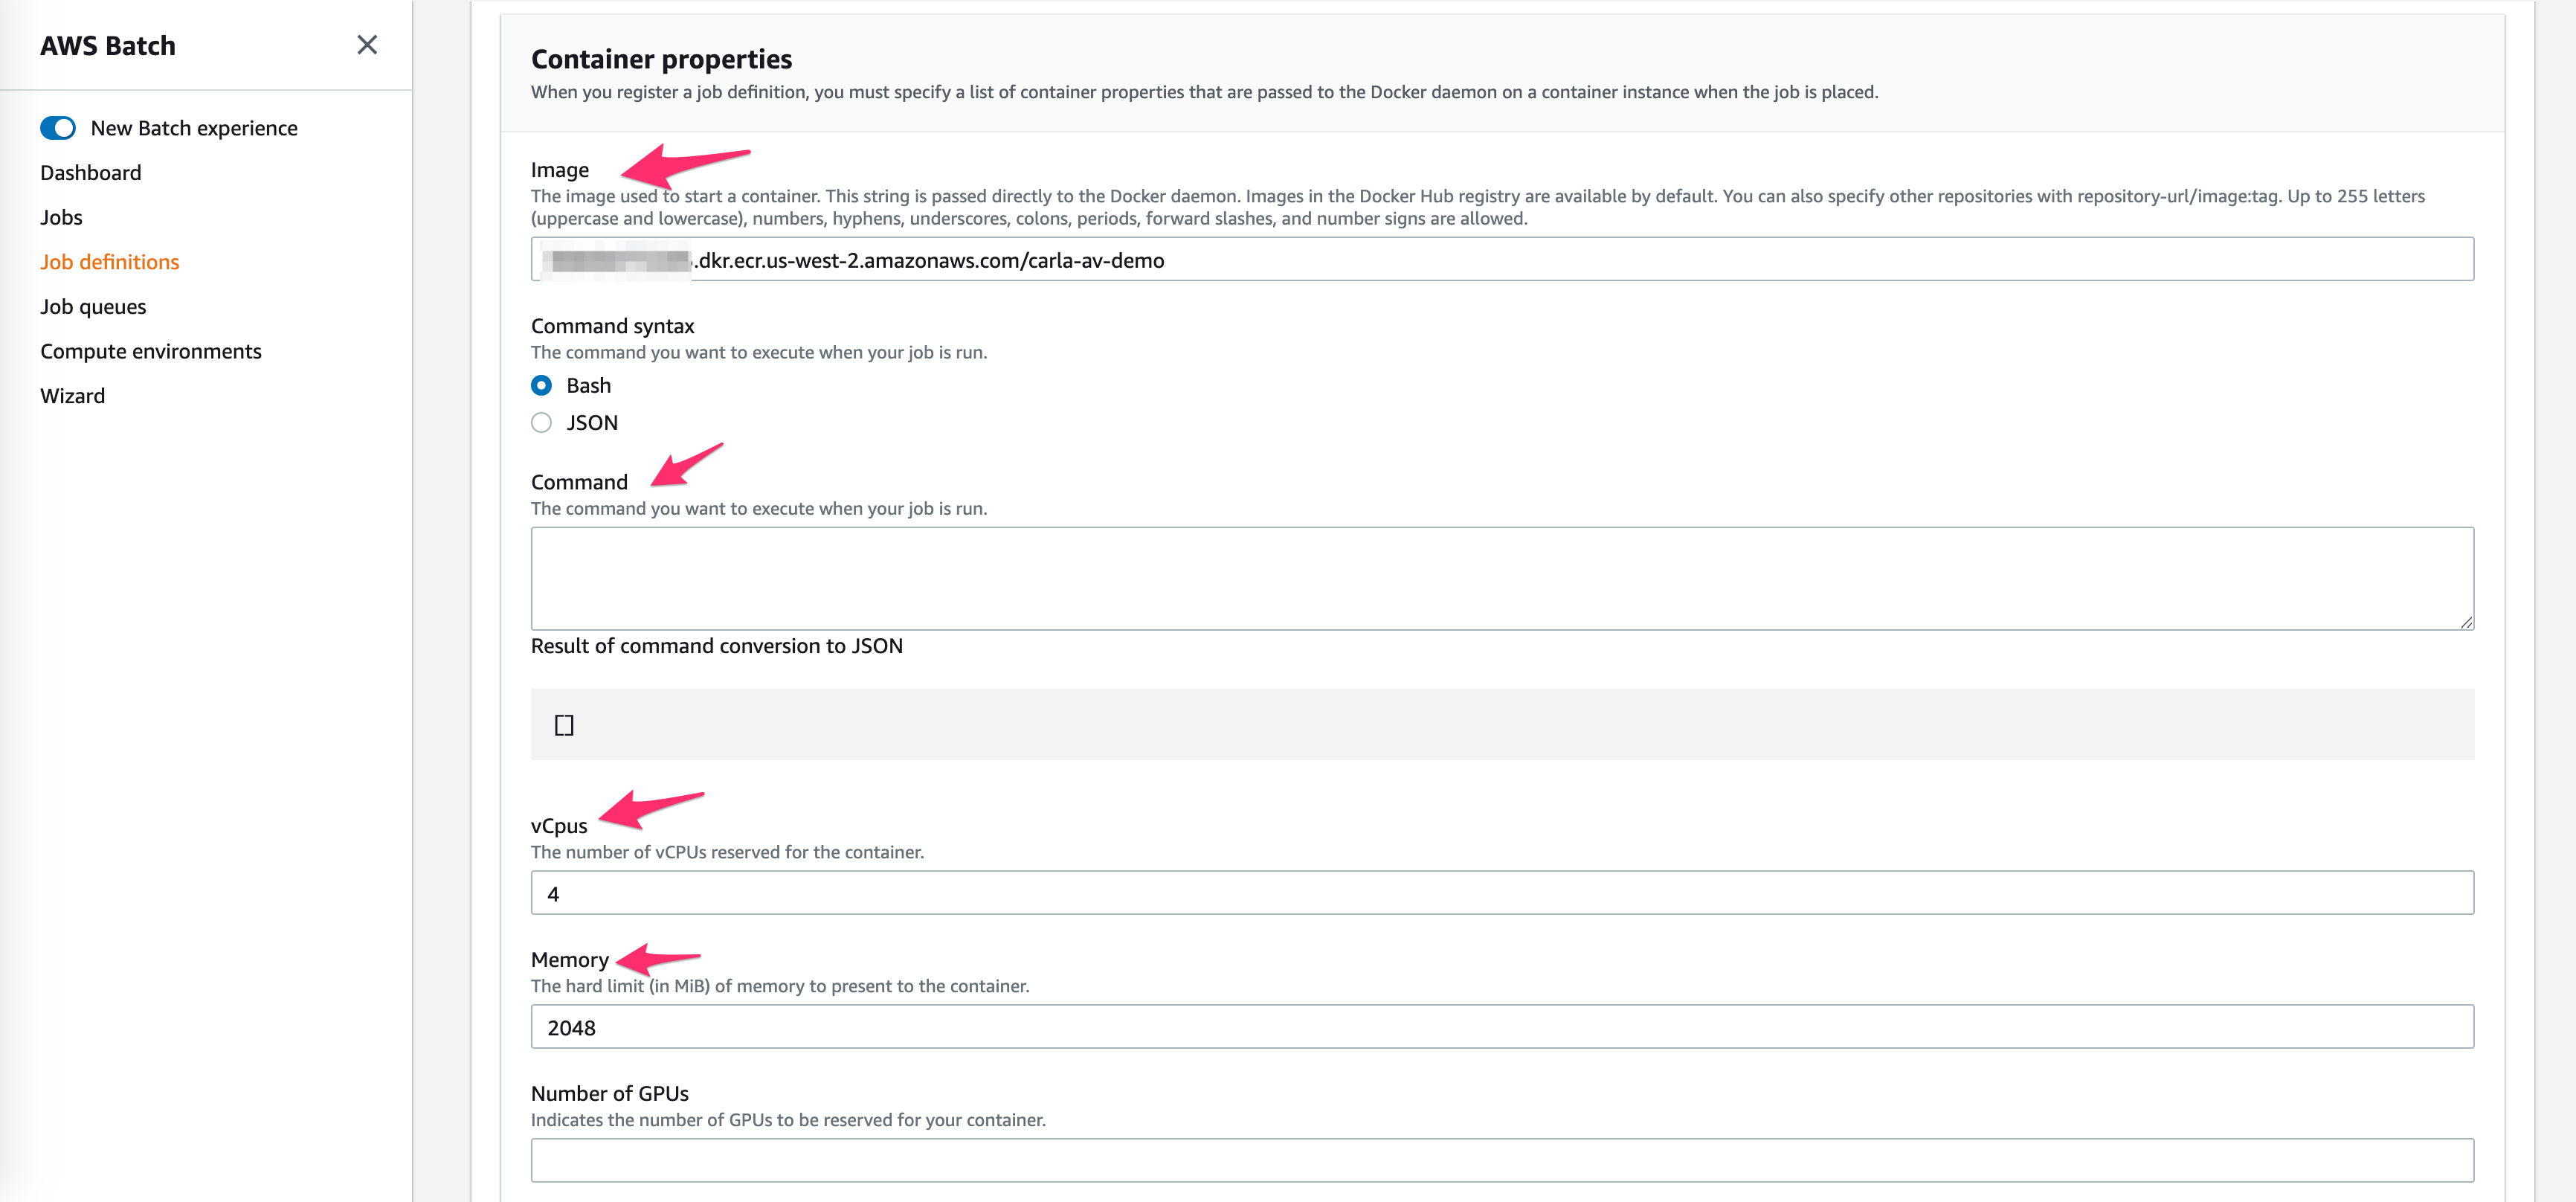 AWS Batch
New Batch experience
Dashboard
Jobs
Job definitions
Job queues
Compute environments
Wizard
Container properties
When you register a job definition, you must specify a list of container properties that are passed to the Docker daemon on a container instance when the job is placed.
Image
The image used to start a container. This string is passed directly to the Docker daemon. Images in the Docker Hub registry are available by default. You can also specify other repositories with repository-url/image:tag. Up to 255 letters
(uppercase and lowercase), numbers, hyphens, underscores, colons, periods, forward slashes, and number signs are allowed.
.dkr.ecr.us-west-2.amazonaws.com/carla-av-demo
Command syntax
The command you want to execute when your job is run.
Bash
JSON
Command
The command you want to execute when your job is run.
Result of command conversion to JSON
[]
vCpus
The number of vCPUs reserved for the container.
4
Memory
The hard limit (in MiB) of memory to present to the container.
2048
Number of GPUs
Indicates the number of GPUs to be reserved for your container.